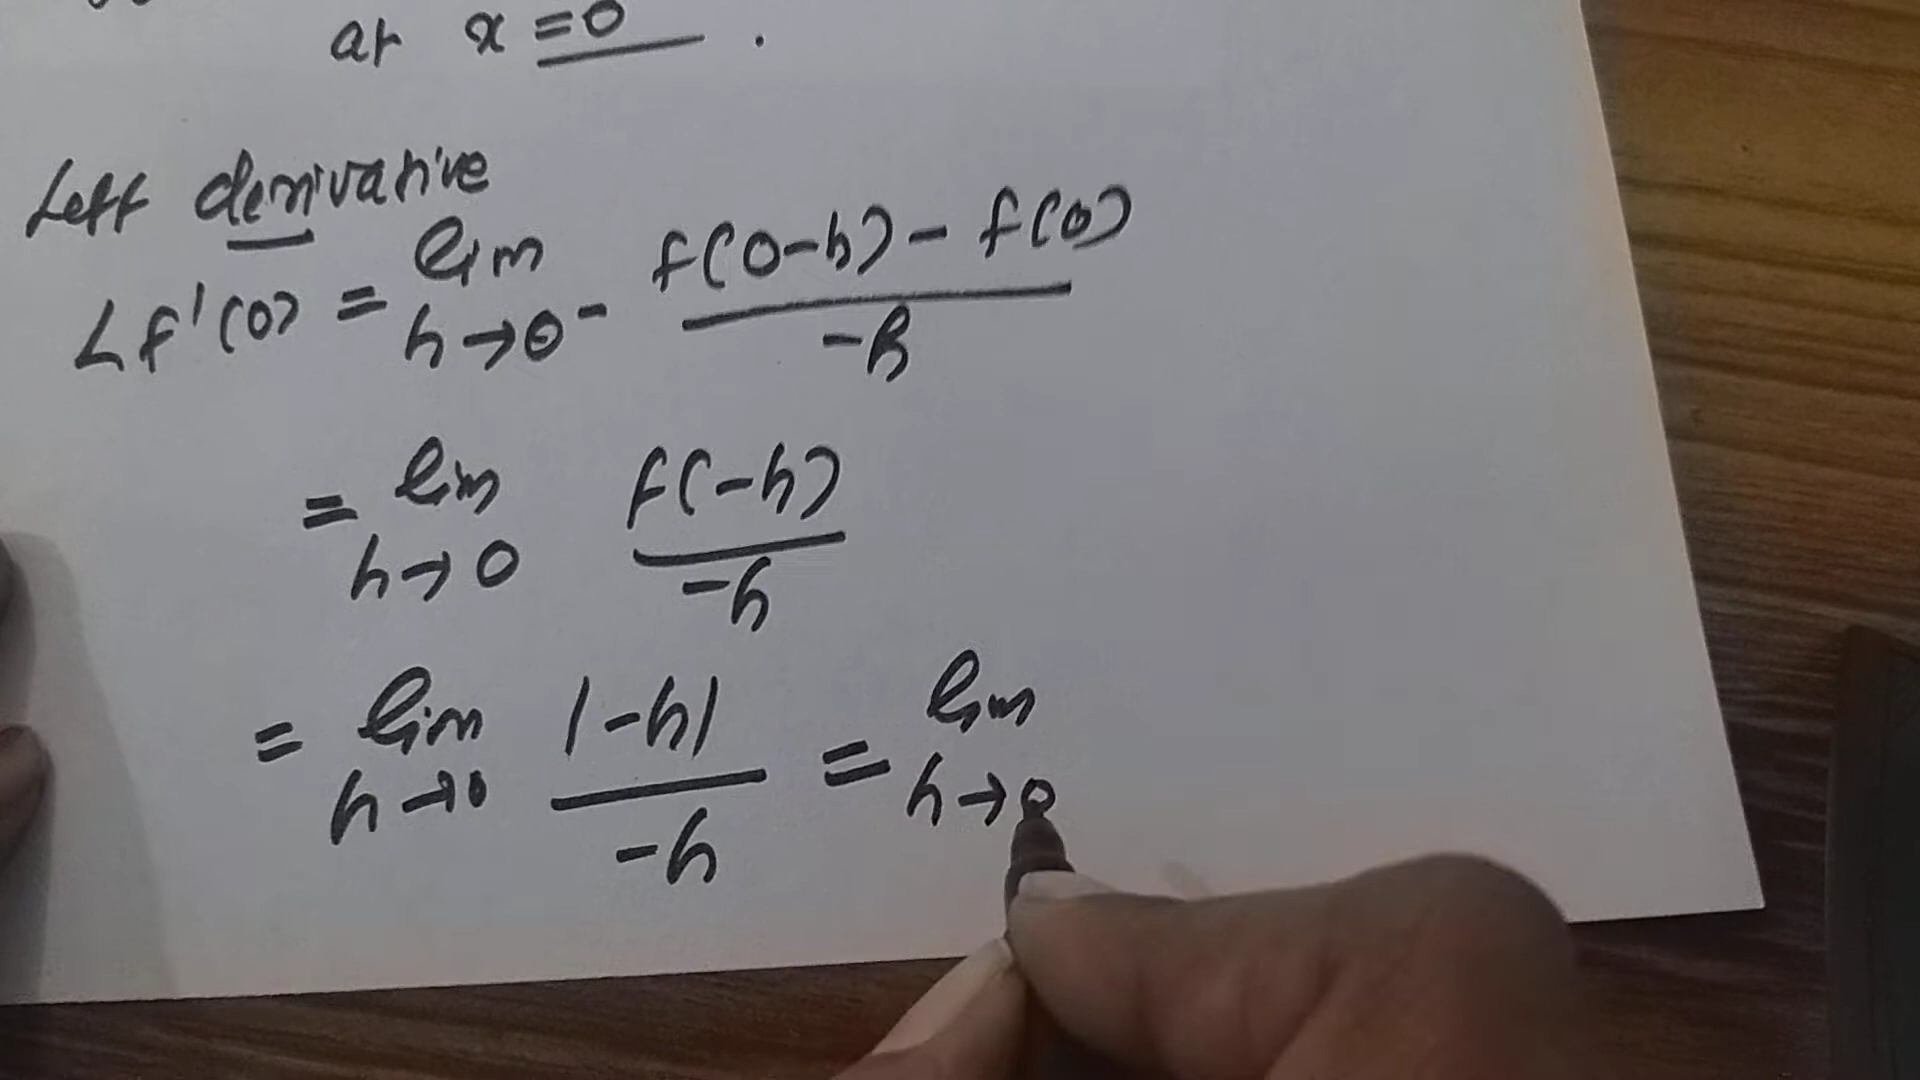 at x = 0 .
Left derivative
Lf'(0) = lim h→0- f(0-h) - f(0) / -h
= lim h→0 f(-h) / -h
= lim h→0 |-h| / -h = lim h→0